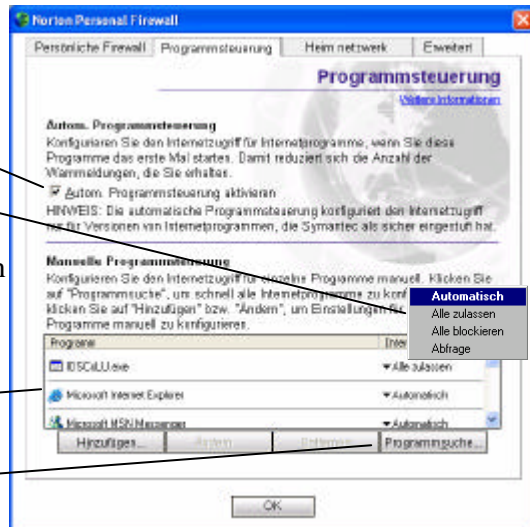 Norton Personal Firewall
Persönliche Firewall Programmsteuerung Heimnetzwerk Erweitert
Programmsteuerung
Weitere Informationen
Autom. Programmsteuerung
Konfigurieren Sie den Internetzugriff für Internetprogramme, wenn Sie diese
Programme das erste Mal starten. Damit reduziert sich die Anzahl der
Warnmeldungen, die Sie erhalten.
Autom. Programmsteuerung aktivieren
HINWEIS: Die automatische Programmsteuerung konfiguriert den Internetzugriff
nur für Versionen von Internetprogrammen, die Symantec als sicher eingestuft hat.
n
Manuelle Programmsteuerung
Konfigurieren Sie den Internetzugriff für einzelne Programme manuell. Klicken Sie
auf "Programmsuche", um schnell alle Internetprogramme zu konf
klicken Sie auf "Hinzufügen" bzw. "Ändern", um Einstellungen für
Programme manuell zu konfigurieren.
Automatisch
Alle zulassen
Alle blockieren
Abfrage
Programm Inter
Alle zulassen
Microsoft Internet Explorer Automatisch
Microsoft MSN Messenger Automatisch
Hinzufügen... Ändern Entfernen Programmsuche...
OK